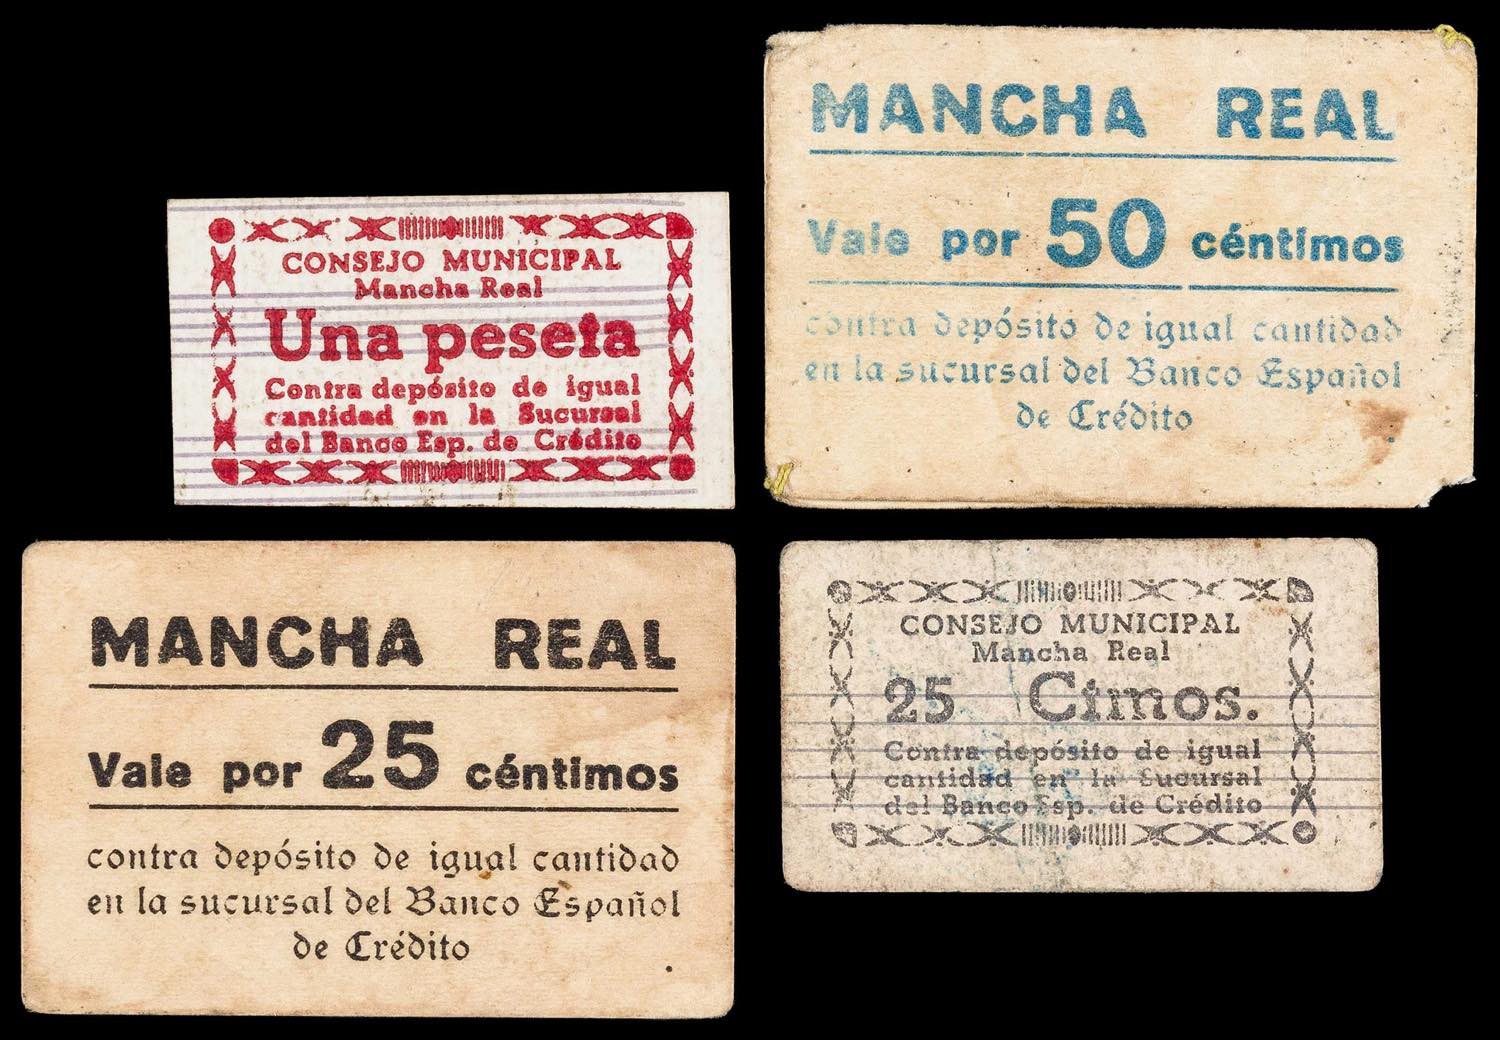 CONSEJO MUNICIPAL
Mancha Real
Una peseta
Contra depósito de igual
cantidad en la Sucursal
del Banco Esp. de Crédito
MANCHA REAL
Vale por 50 céntimos
contra depósito de igual cantidad
en la sucursal del Banco Español
de Crédito
MANCHA REAL
Vale por 25 céntimos
contra depósito de igual cantidad
en la sucursal del Banco Español
de Crédito
CONSEJO MUNICIPAL
Mancha Real
25 Ctmos.
Contra depósito de igual
cantidad en la Sucursal
del Banco Esp. de Crédito